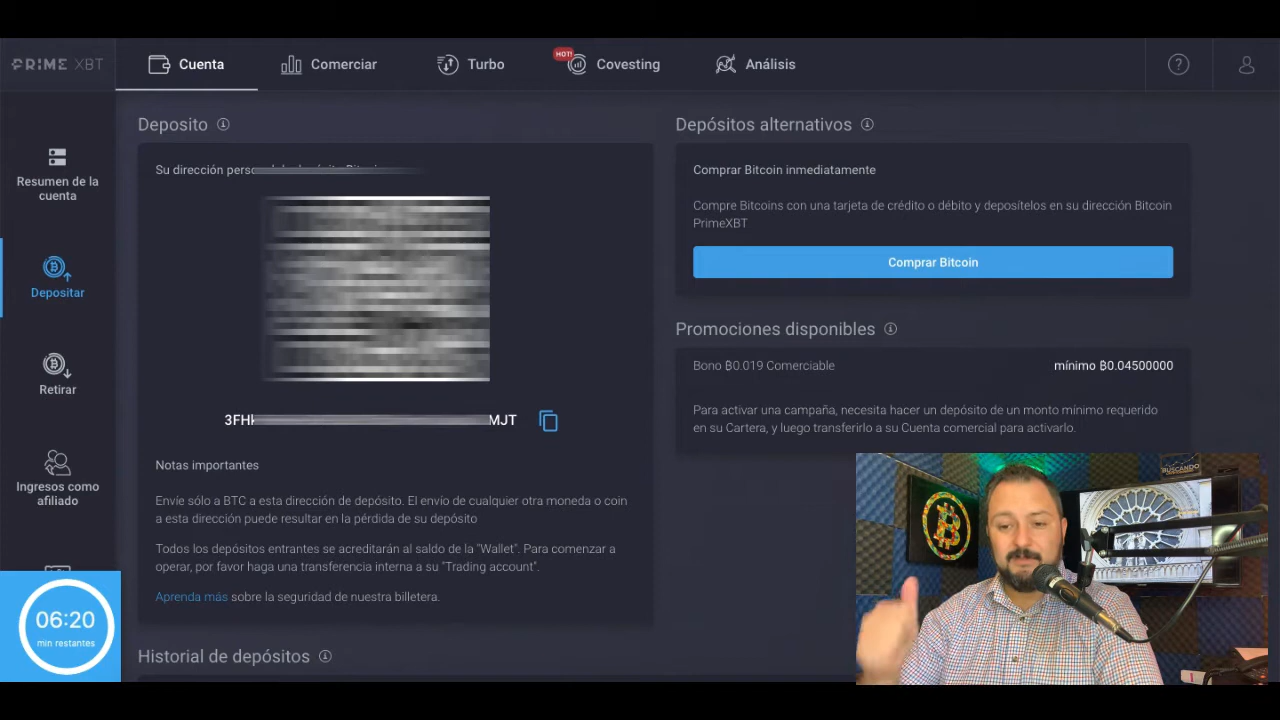 PRIME XBT
Cuenta
Comerciar
Turbo
HOT!
Covesting
Análisis
?
Resumen de la
cuenta
Depositar
Retirar
Ingresos como
afiliado
06:20
min restantes
Deposito
Su dirección
3FH
MJT
Notas importantes
Envíe sólo a BTC a esta dirección de depósito. El envío de cualquier otra moneda o coin
a esta dirección puede resultar en la pérdida de su depósito
Todos los depósitos entrantes se acreditarán al saldo de la "Wallet". Para comenzar a
operar, por favor haga una transferencia interna a su "Trading account".
Aprenda más sobre la seguridad de nuestra billetera.
Historial de depósitos
Depósitos alternativos
Comprar Bitcoin inmediatamente
Compre Bitcoins con una tarjeta de crédito o débito y deposítelos en su dirección Bitcoin
PrimeXBT
Comprar Bitcoin
Promociones disponibles
Bono ₿0.019 Comerciable
mínimo ₿0.04500000
Para activar una campaña, necesita hacer un depósito de un monto mínimo requerido
en su Cartera, y luego transferirlo a su Cuenta comercial para activarlo.
BUSCANDO